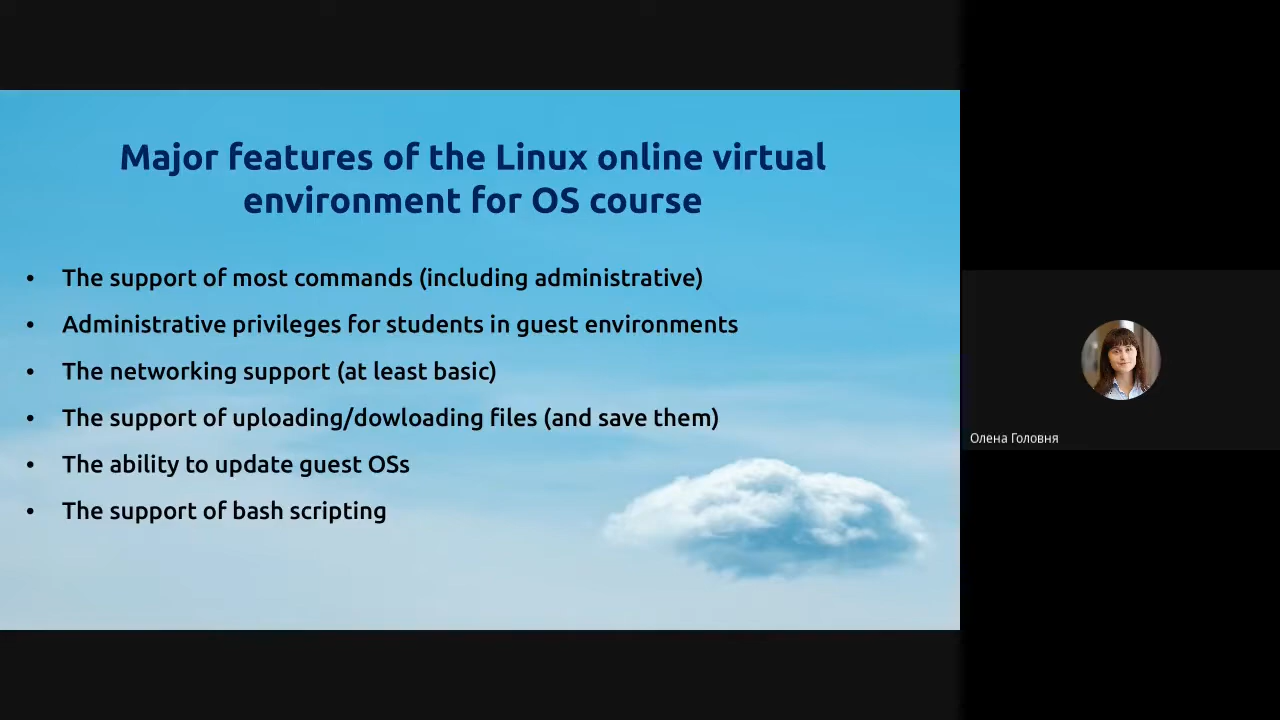 Major features of the Linux online virtual
environment for OS course
• The support of most commands (including administrative)
• Administrative privileges for students in guest environments
• The networking support (at least basic)
• The support of uploading/dowloading files (and save them)
• The ability to update guest OSs
• The support of bash scripting
Олена Головня